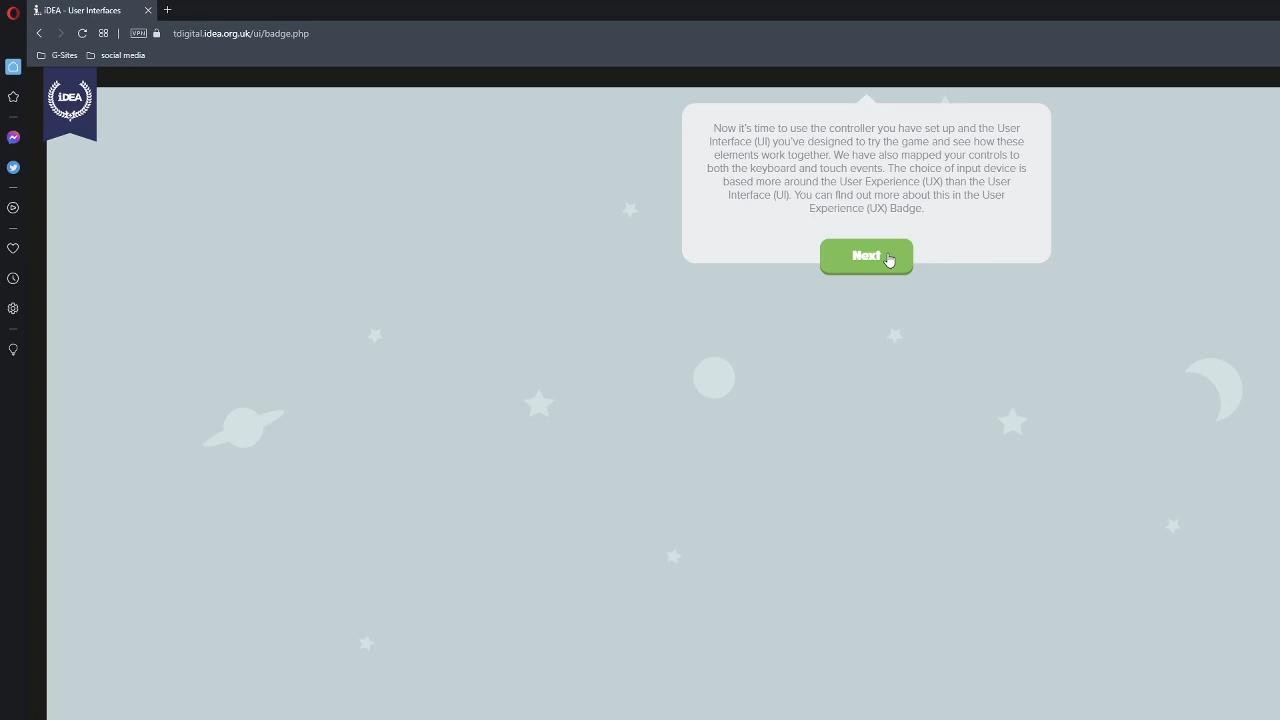 iDEA - User Interfaces
VPN
tdigital.idea.org.uk/ui/badge.php
G-Sites
social media
iDEA
Now it's time to use the controller you have set up and the User
Interface (UI) you've designed to try the game and see how these
elements work together. We have also mapped your controls to
both the keyboard and touch events. The choice of input device is
based more around the User Experience (UX) than the User
Interface (UI). You can find out more about this in the User
Experience (UX) Badge.
Next